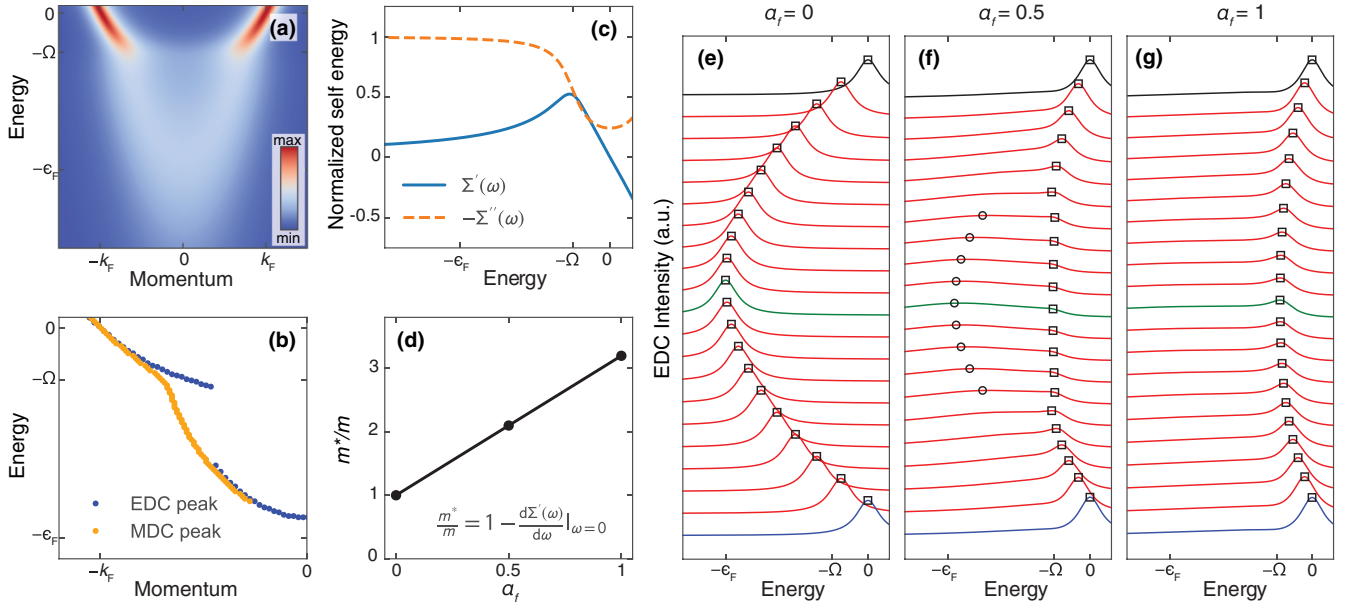 (a)
Energy
0
−Ω
−ϵF
max
min
−kF
0
kF
Momentum
(b)
Energy
0
−Ω
−ϵF
EDC peak
MDC peak
−kF
0
Momentum
(c)
Normalized self energy
1
0.5
0
-0.5
Σ′(ω)
−Σ′′(ω)
−ϵF
−Ω
0
Energy
(d)
m*/m
3
2
1
0
m*/m = 1 − dΣ′(ω)/dω |ω=0
0
0.5
1
αf
αf = 0
(e)
EDC Intensity (a.u.)
−ϵF
−Ω
0
Energy
αf = 0.5
(f)
−ϵF
−Ω
0
Energy
αf = 1
(g)
−ϵF
−Ω
0
Energy